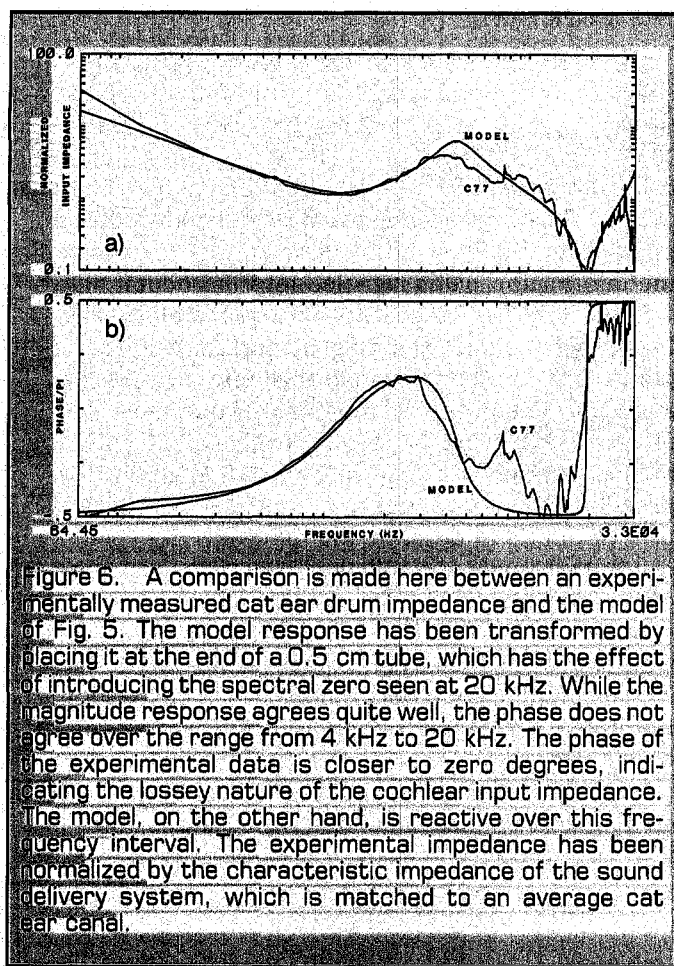 100.0
NORMALIZED
INPUT IMPEDANCE
MODEL
C77
a)
0.1
0.5
b)
PHASE/PI
C77
MODEL
-.5
64.45
FREQUENCY (HZ)
3.3E04
Figure 6. A comparison is made here between an experi-
mentally measured cat ear drum impedance and the model
of Fig. 5. The model response has been transformed by
placing it at the end of a 0.5 cm tube, which has the effect
of introducing the spectral zero seen at 20 kHz. While the
magnitude response agrees quite well, the phase does not
agree over the range from 4 kHz to 20 kHz. The phase of
the experimental data is closer to zero degrees, indi-
cating the lossey nature of the cochlear input impedance.
The model, on the other hand, is reactive over this fre-
quency interval. The experimental impedance has been
normalized by the characteristic impedance of the sound
delivery system, which is matched to an average cat
ear canal.